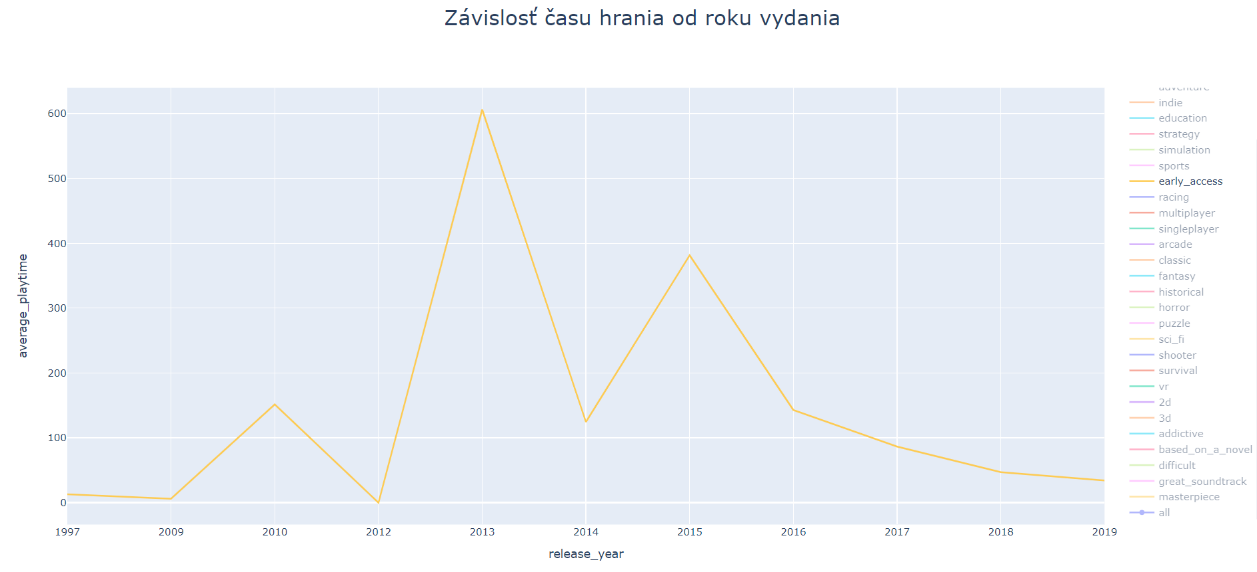 Závislosť času hrania od roku vydania
600
500
400
300
200
100
0
average_playtime
1997 2009 2010 2012 2013 2014 2015 2016 2017 2018 2019
release_year
adventure
indie
education
strategy
simulation
sports
early_access
racing
multiplayer
singleplayer
arcade
classic
fantasy
historical
horror
puzzle
sci_fi
shooter
survival
vr
2d
3d
addictive
based_on_a_novel
difficult
great_soundtrack
masterpiece
all